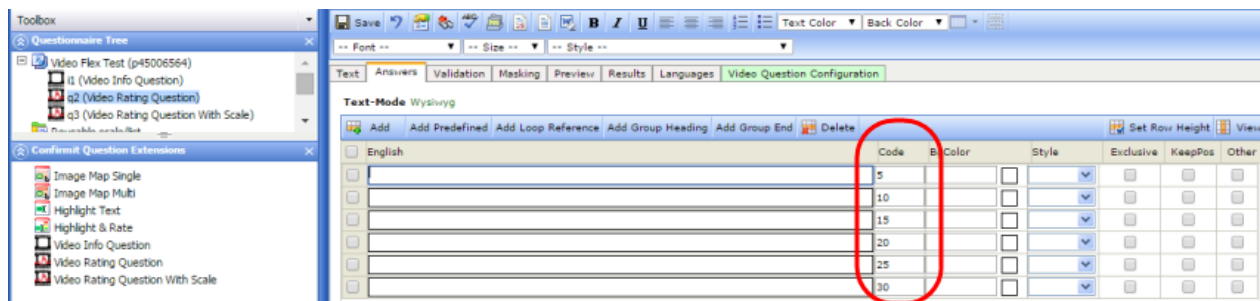 Toolbox
Questionnaire Tree
Video Flex Test (p45006564)
i1 (Video Info Question)
q2 (Video Rating Question)
q3 (Video Rating Question With Scale)
Reusable scale/list
Confirmit Question Extensions
Image Map Single
Image Map Multi
Highlight Text
Highlight & Rate
Video Info Question
Video Rating Question
Video Rating Question With Scale
Save B I U Text Color Back Color
-- Font -- -- Size -- -- Style --
Text Answers Validation Masking Preview Results Languages Video Question Configuration
Text-Mode Wysiwyg
Add Add Predefined Add Loop Reference Add Group Heading Add Group End Delete Set Row Height View
English Code Color Style Exclusive KeepPos Other
5
10
15
20
25
30